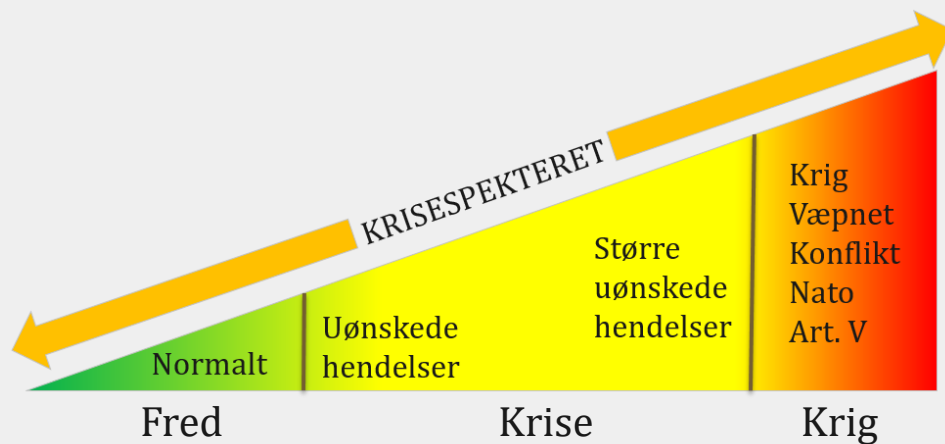 KRISESPEKTERET
Normalt
Uønskede
hendelser
Større
uønskede
hendelser
Krig
Væpnet
Konflikt
Nato
Art. V
Fred
Krise
Krig